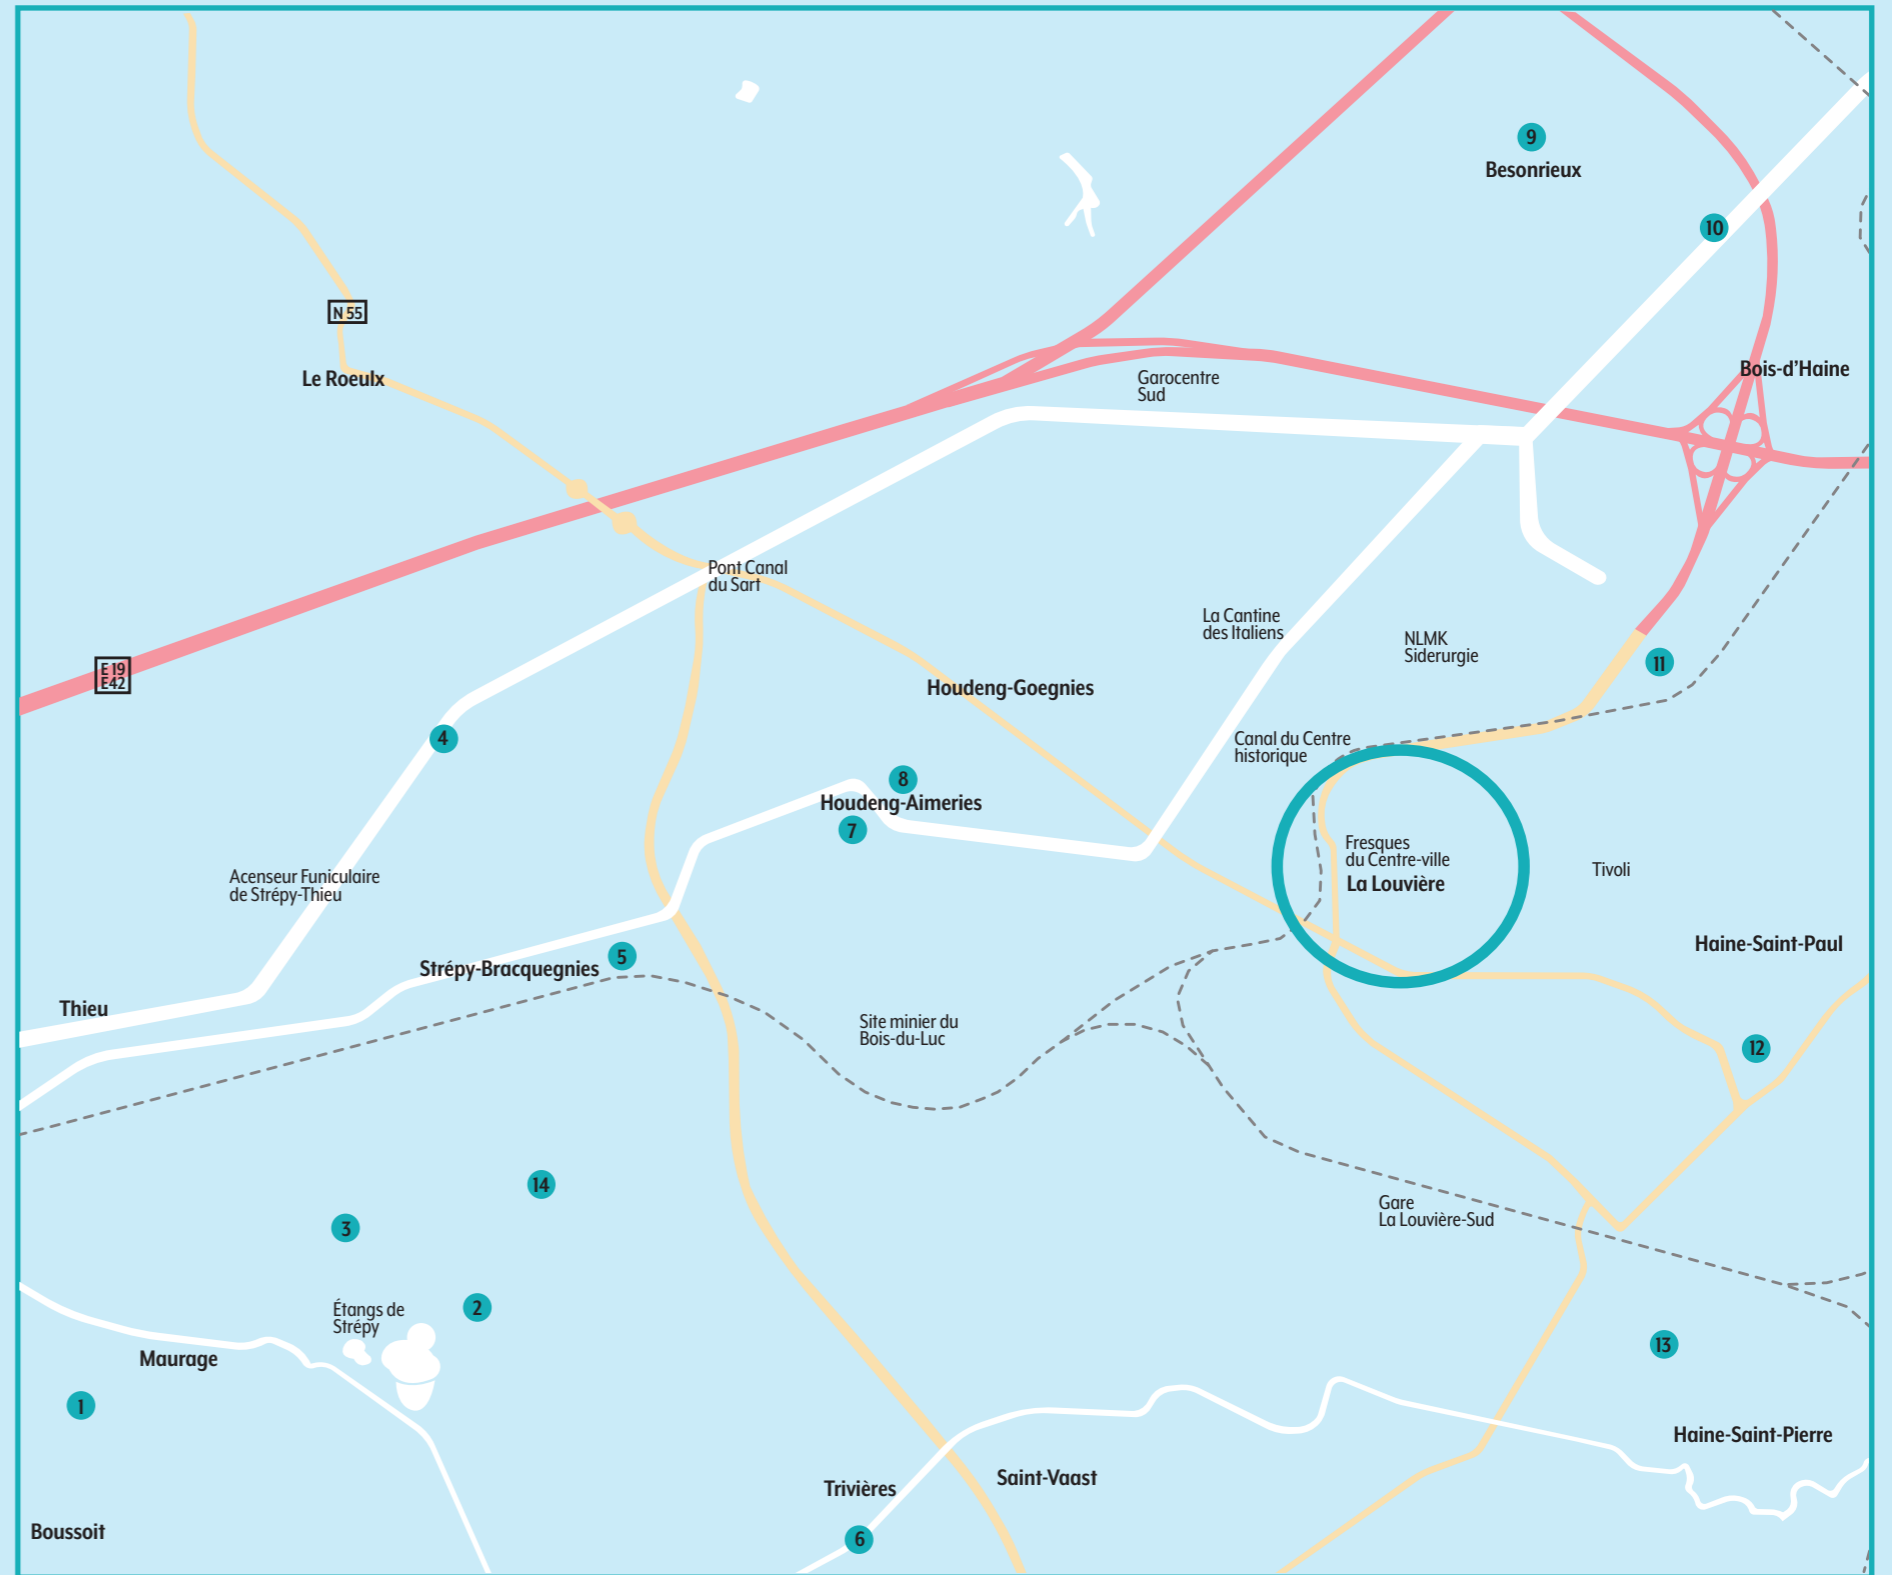 9
Besonrieux
10
N 55
Le Roeulx
Garocentre
Sud
Bois-d'Haine
Pont Canal
du Sart
La Cantine
des Italiens
NLMK
Siderurgie
11
E 19
E42
Houdeng-Goegnies
4
Canal du Centre
historique
8
Houdeng-Aimeries
7
Fresques
du Centre-ville
La Louvière
Tivoli
Acenseur Funiculaire
de Strépy-Thieu
Haine-Saint-Paul
5
Strépy-Bracquegnies
Thieu
Site minier du
Bois-du-Luc
12
14
3
Gare
La Louvière-Sud
2
Étangs de
Strépy
13
Maurage
1
Haine-Saint-Pierre
Saint-Vaast
Trivières
Boussoit
6